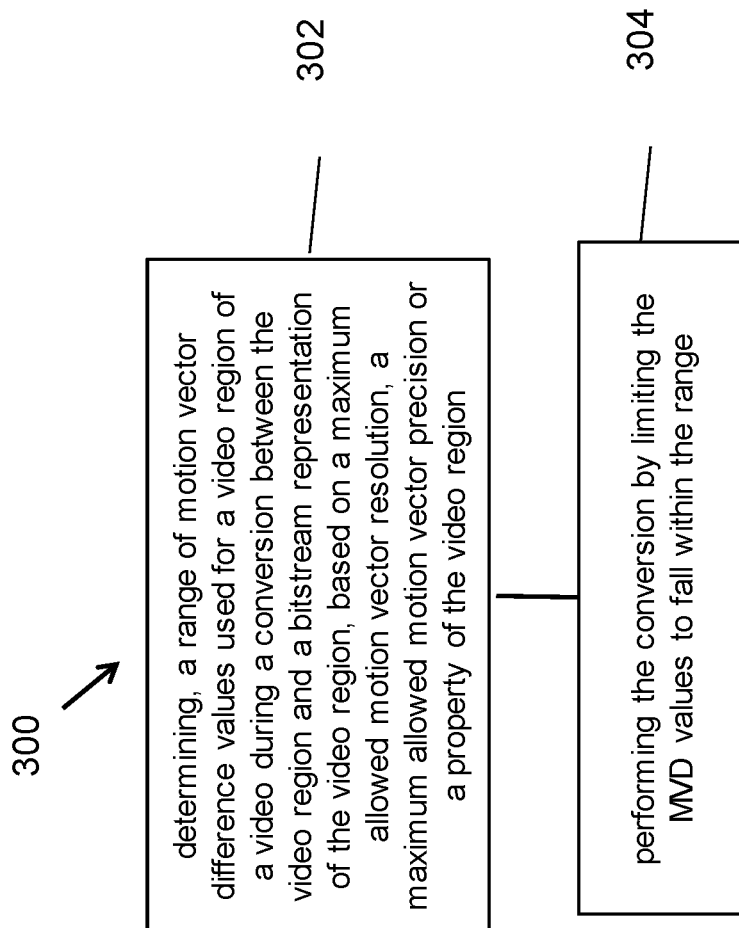 300
determining, a range of motion vector
difference values used for a video region of
a video during a conversion between the
video region and a bitstream representation
of the video region, based on a maximum
allowed motion vector resolution, a
maximum allowed motion vector precision or
a property of the video region
302
performing the conversion by limiting the
MVD values to fall within the range
304